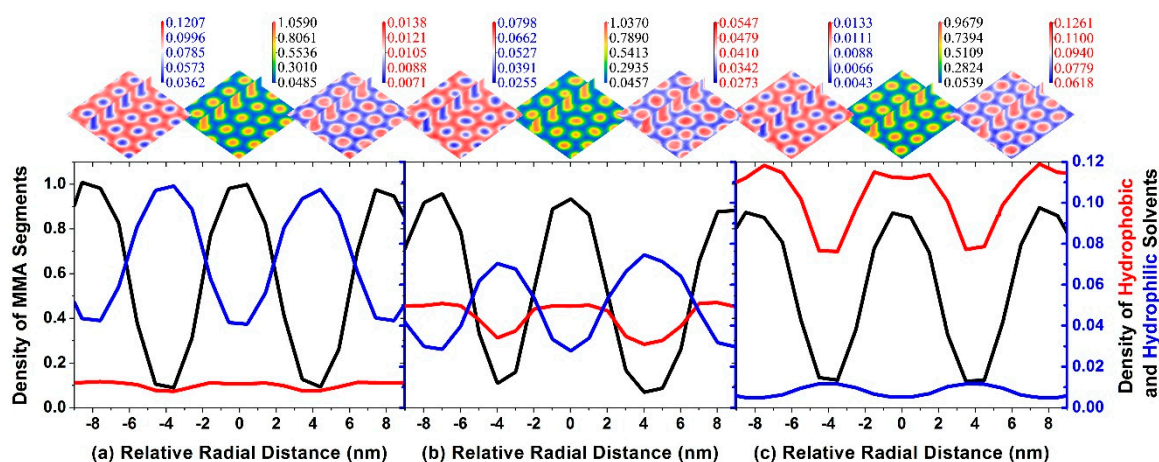 0.1207 1.0590 0.0138 0.0798 1.0370 0.0547 0.0133 0.9679 0.1261
0.0996 0.8061 0.0121 0.0662 0.7890 0.0479 0.0111 0.7394 0.1100
0.0785 0.5536 0.0105 0.0527 0.5413 0.0410 0.0088 0.5109 0.0940
0.0573 0.3010 0.0088 0.0391 0.2935 0.0342 0.0066 0.2824 0.0779
0.0362 0.0485 0.0071 0.0255 0.0457 0.0273 0.0043 0.0539 0.0618
Density of MMA Segments
1.0
0.8
0.6
0.4
0.2
0.0
0.12
0.10
0.08
0.06
0.04
0.02
0.00
Density of Hydrophobic
and Hydrophilic Solvents
-8 -6 -4 -2 0 2 4 6 8 -8 -6 -4 -2 0 2 4 6 8 -8 -6 -4 -2 0 2 4 6 8
(a) Relative Radial Distance (nm) (b) Relative Radial Distance (nm) (c) Relative Radial Distance (nm)